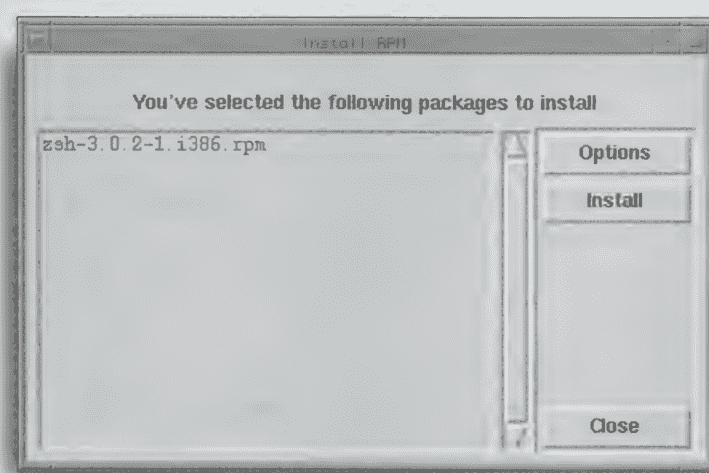 Install RPM
You've selected the following packages to install
zsh-3.0.2-1.i386.rpm
Options
Install
Close